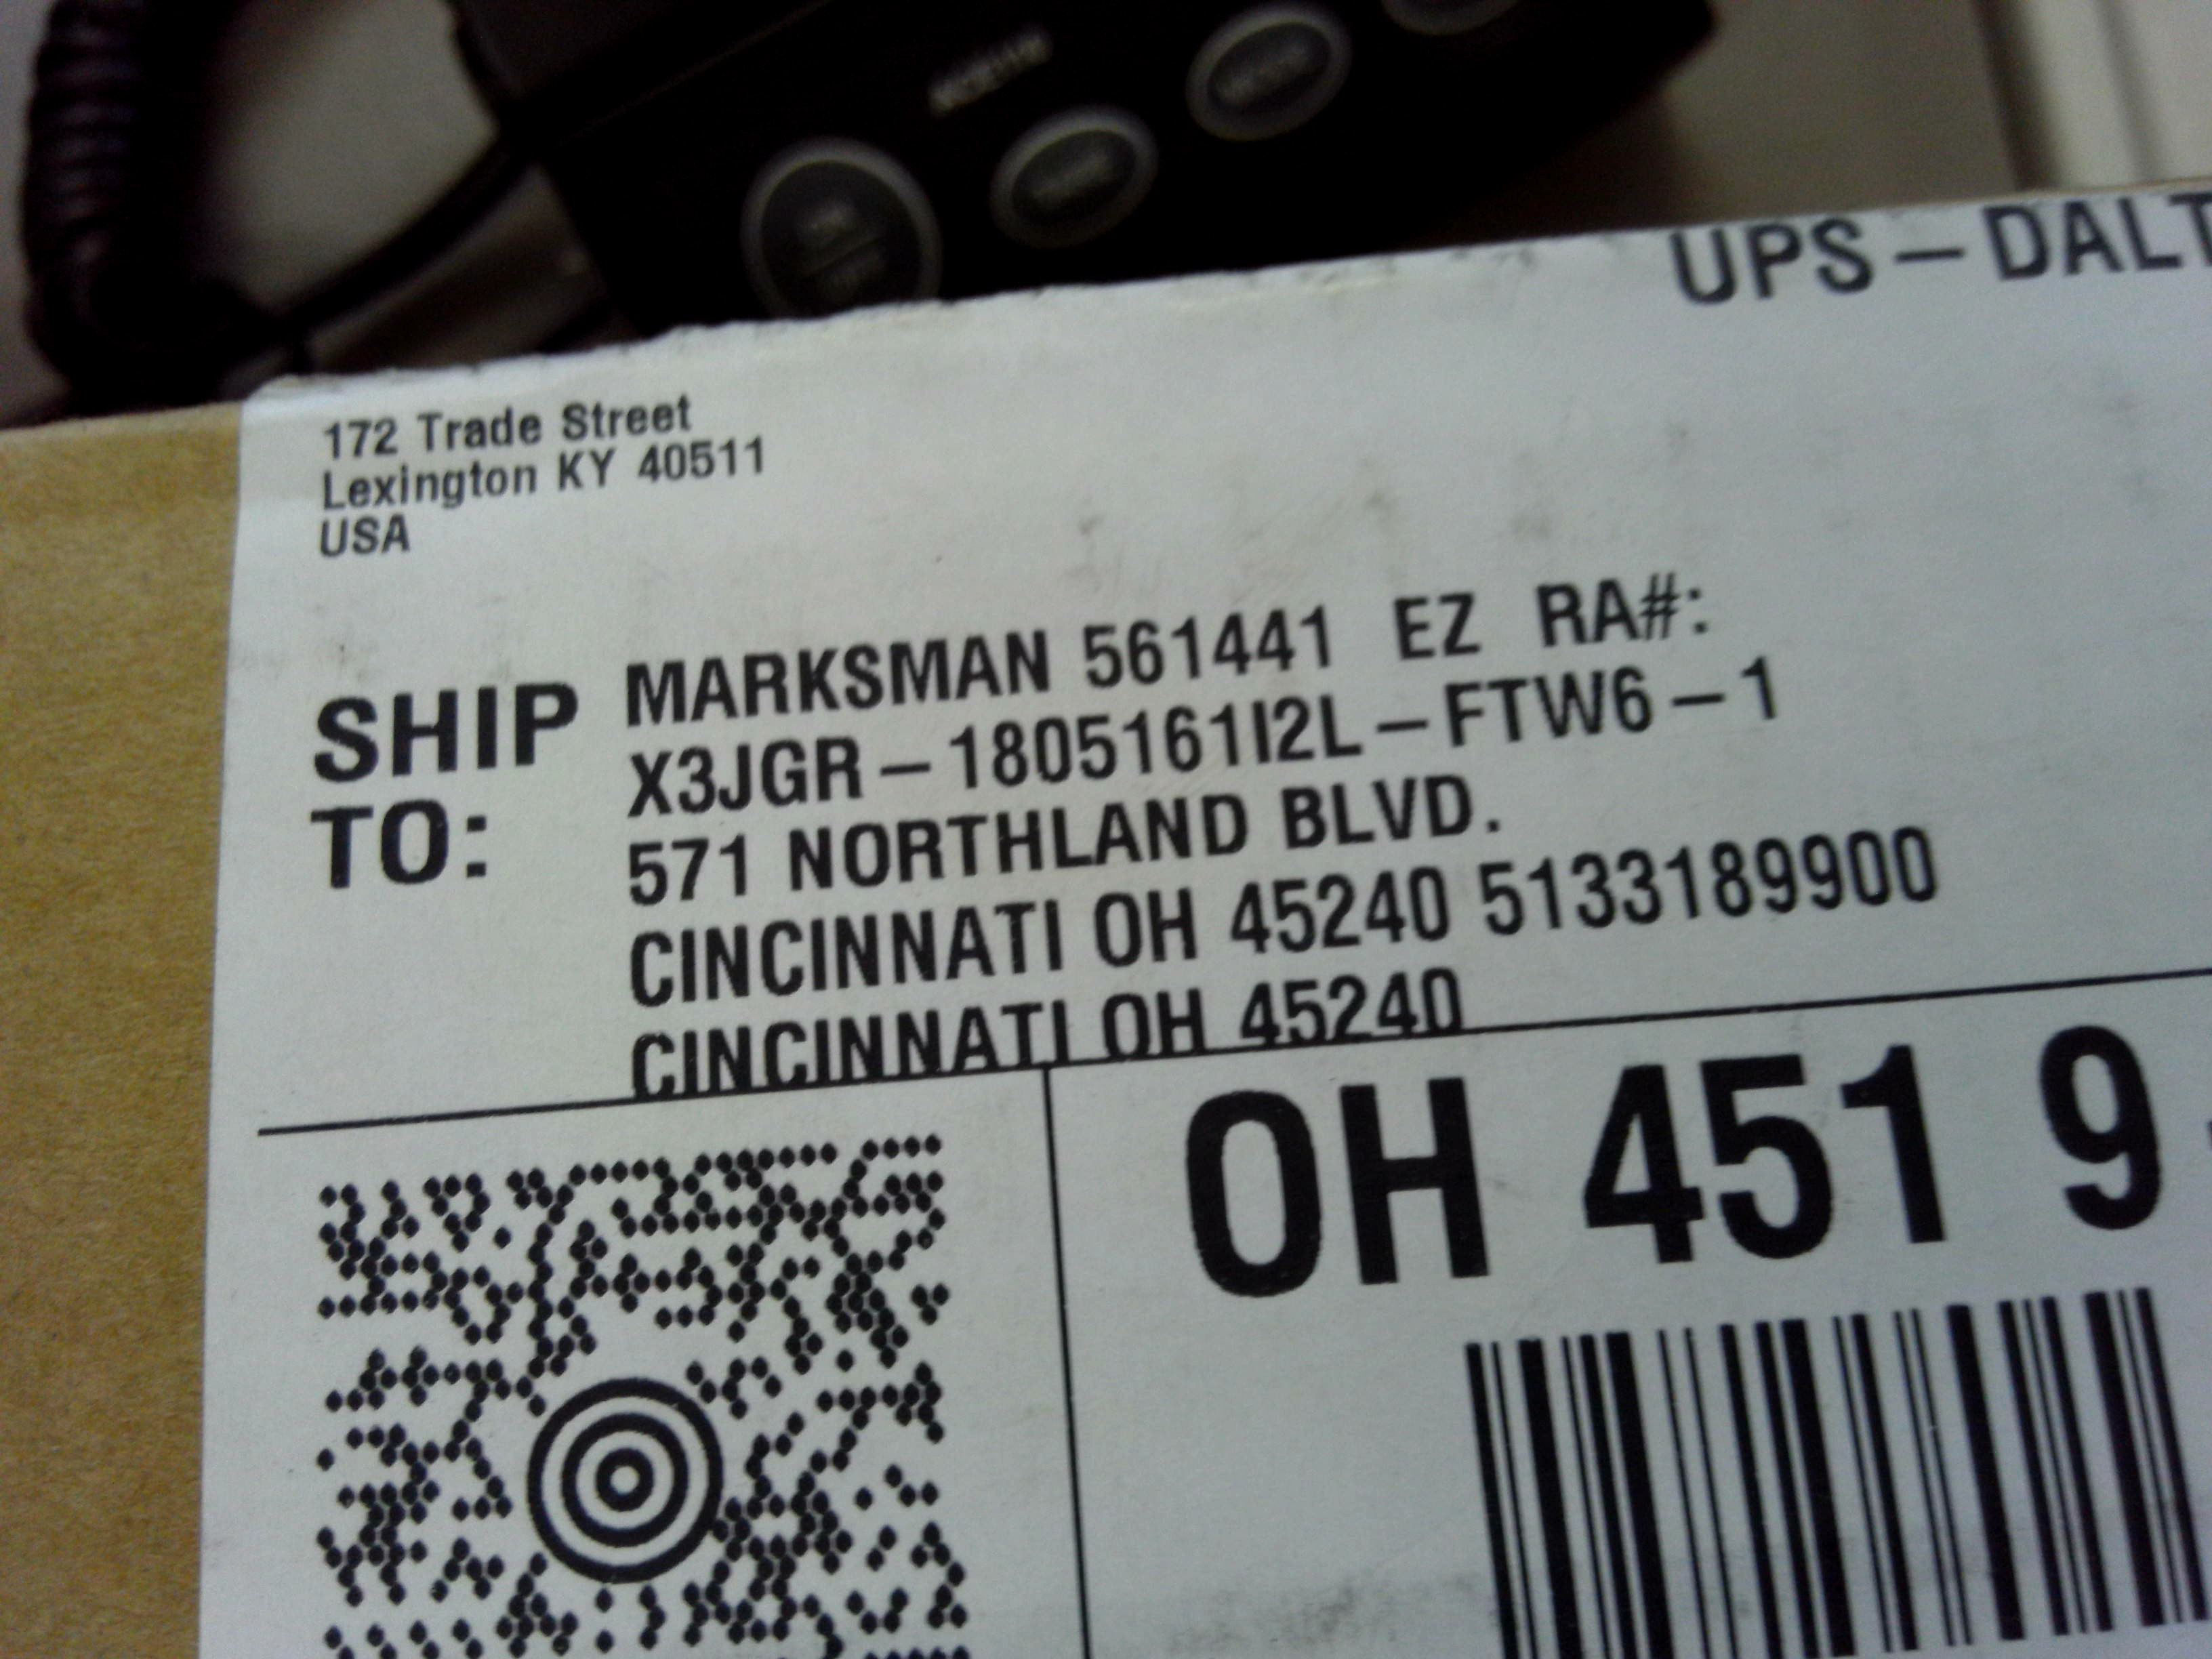 UPS – DALT
172 Trade Street
Lexington KY 40511
USA
SHIP TO:
MARKSMAN 561441 EZ RA#:
X3JGR – 1805161I2L – FTW6 – 1
571 NORTHLAND BLVD.
CINCINNATI OH 45240 5133189900
CINCINNATI OH 45240
OH 451 9